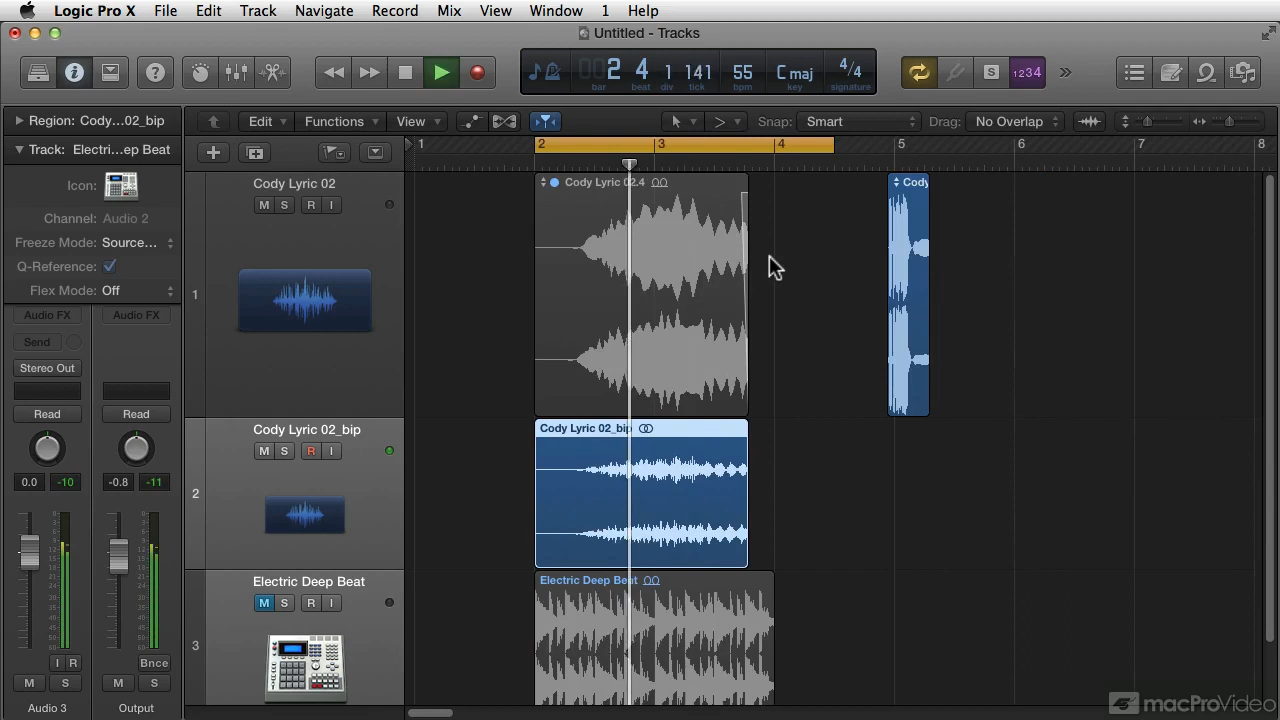 Logic Pro X File Edit Track Navigate Record Mix View Window 1 Help
Untitled - Tracks
002 4 1 141 55 C maj 4/4
bar beat div tick bpm key signature
S 1234
Region: Cody...02_bip
Edit Functions View Snap: Smart Drag: No Overlap
Track: Electri...ep Beat
1 2 3 4 5 6 7 8
Icon:
Channel: Audio 2
Freeze Mode: Source...
Q-Reference:
Flex Mode: Off
Audio FX Audio FX
Send
Stereo Out
Read Read
0.0 -10 -0.8 -11
I R Bnce
M S M S
Audio 3 Output
Cody Lyric 02
M S R I
1
Cody Lyric 02.4
Cody
Cody Lyric 02_bip
M S R I
2
Cody Lyric 02_bip
Electric Deep Beat
M S R I
3
Electric Deep Beat
macProVideo